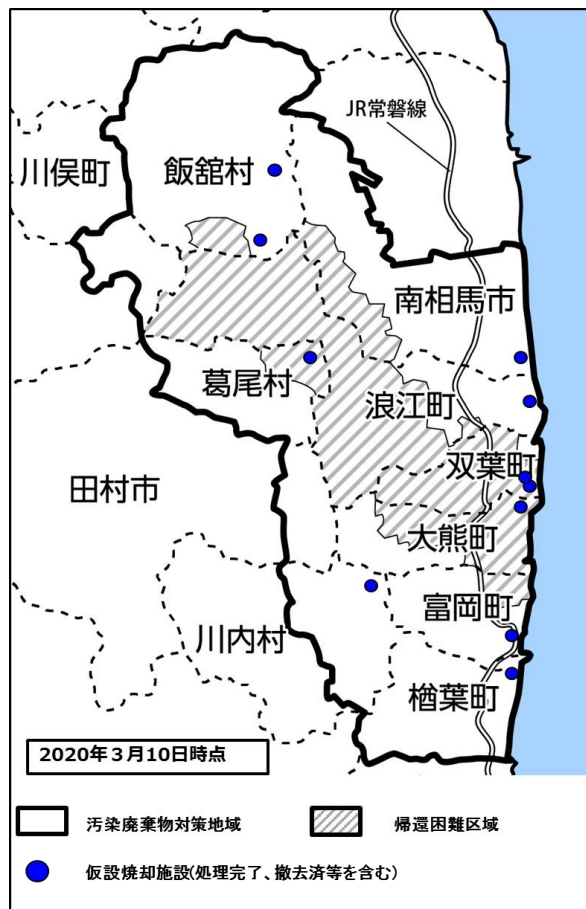 JR常磐線
川俣町
飯舘村
南相馬市
葛尾村
浪江町
双葉町
田村市
大熊町
富岡町
川内村
楢葉町
2020年３月10日時点
汚染廃棄物対策地域
帰還困難区域
仮設焼却施設(処理完了、撤去済等を含む)